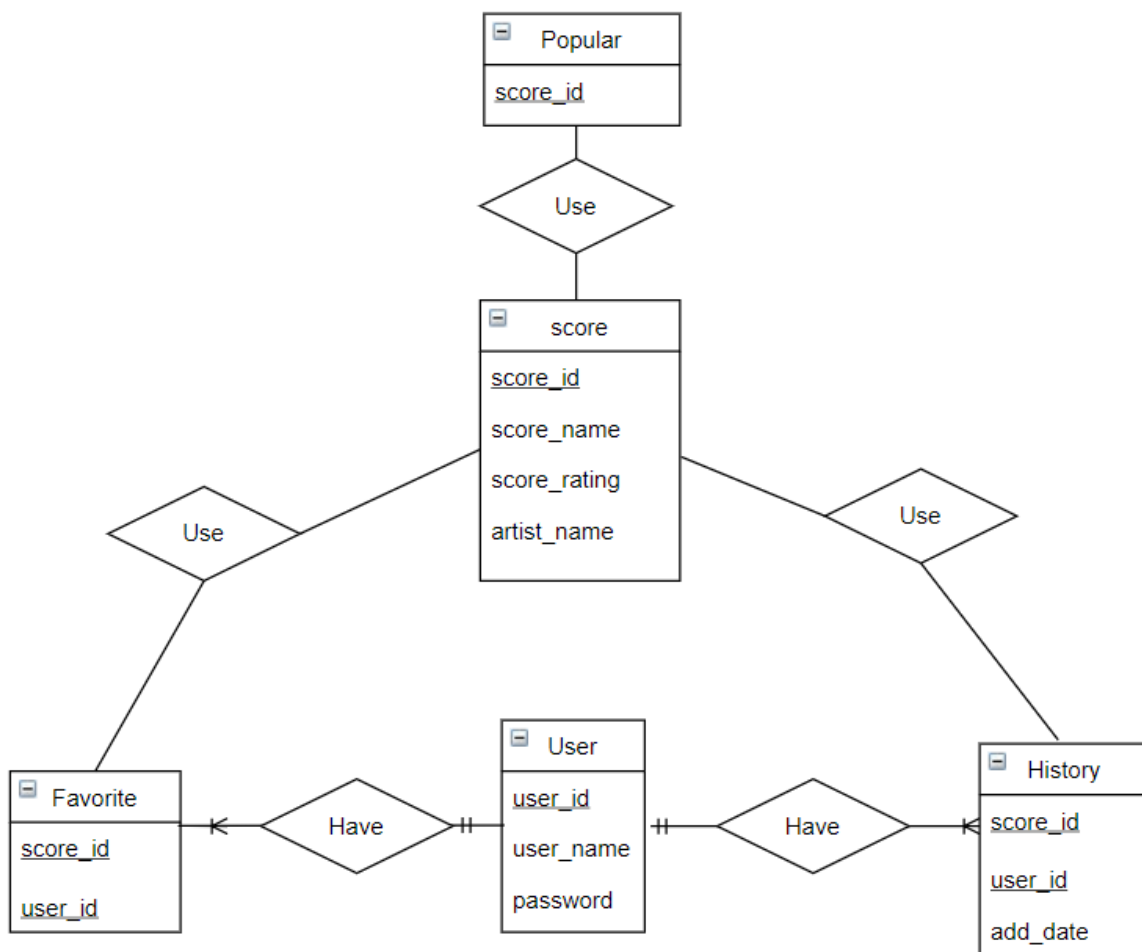 Popular
score_id
Use
score
score_id
score_name
score_rating
artist_name
Use
Use
Favorite
score_id
user_id
Have
User
user_id
user_name
password
Have
History
score_id
user_id
add_date